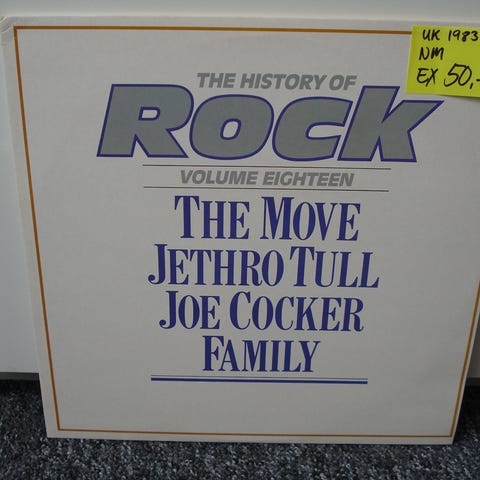 THE HISTORY OF
ROCK
VOLUME EIGHTEEN
THE MOVE
JETHRO TULL
JOE COCKER
FAMILY
UK 1983
NM
EX 50,-